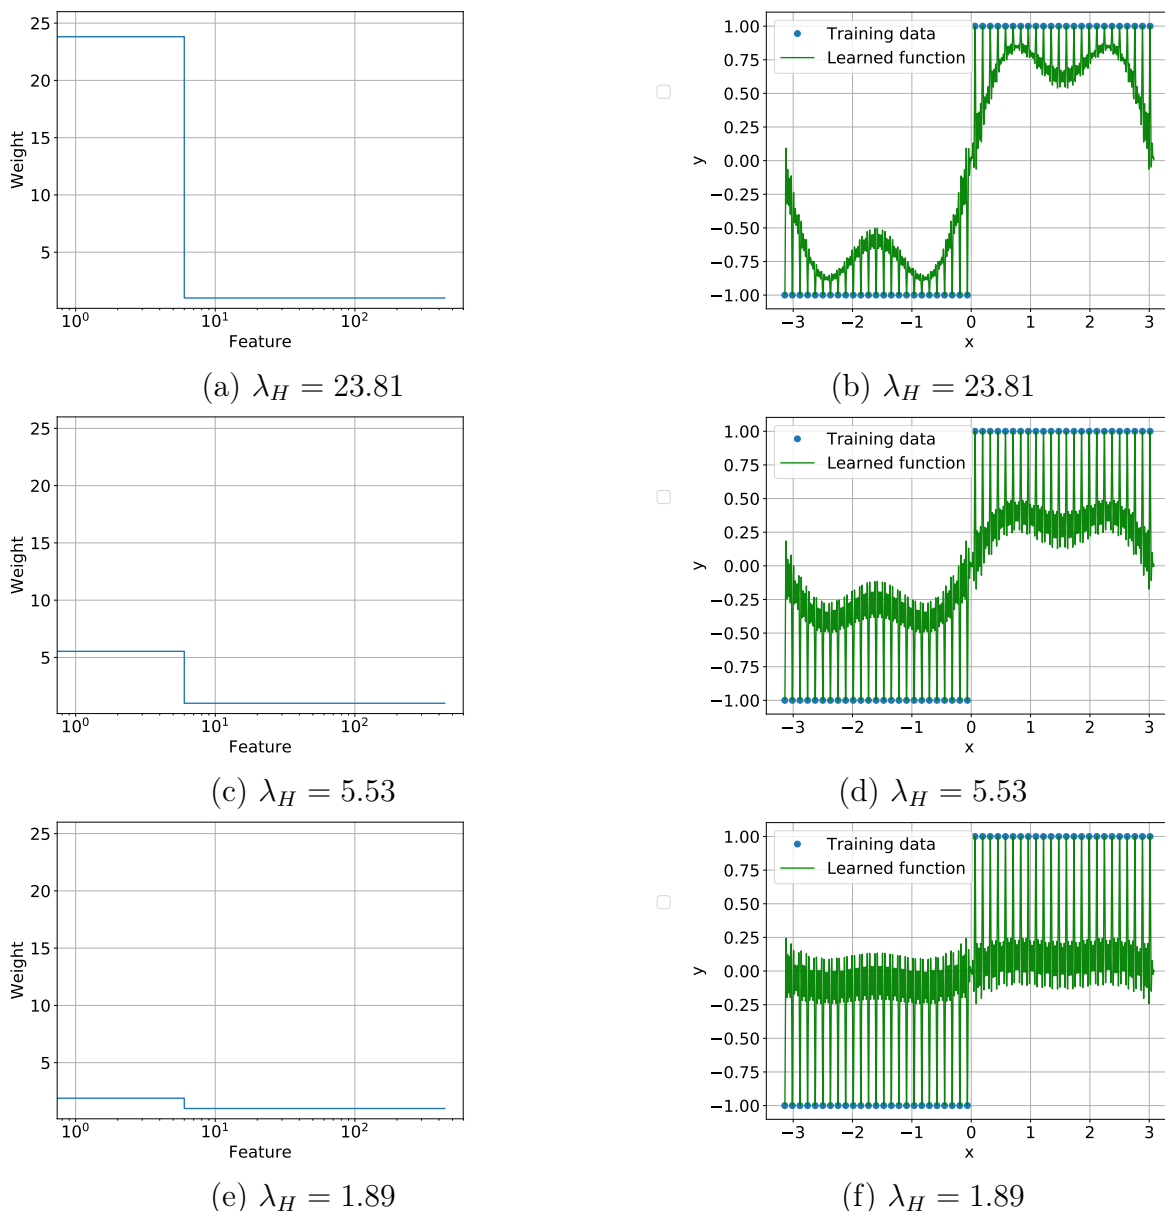 25
20
15
10
5
Weight
10⁰ 10¹ 10²
Feature
(a) λ_H = 23.81
1.00
0.75
0.50
0.25
0.00
−0.25
−0.50
−0.75
−1.00
y
Training data
Learned function
−3 −2 −1 0 1 2 3
x
(b) λ_H = 23.81
25
20
15
10
5
Weight
10⁰ 10¹ 10²
Feature
(c) λ_H = 5.53
1.00
0.75
0.50
0.25
0.00
−0.25
−0.50
−0.75
−1.00
y
Training data
Learned function
−3 −2 −1 0 1 2 3
x
(d) λ_H = 5.53
25
20
15
10
5
Weight
10⁰ 10¹ 10²
Feature
(e) λ_H = 1.89
1.00
0.75
0.50
0.25
0.00
−0.25
−0.50
−0.75
−1.00
y
Training data
Learned function
−3 −2 −1 0 1 2 3
x
(f) λ_H = 1.89